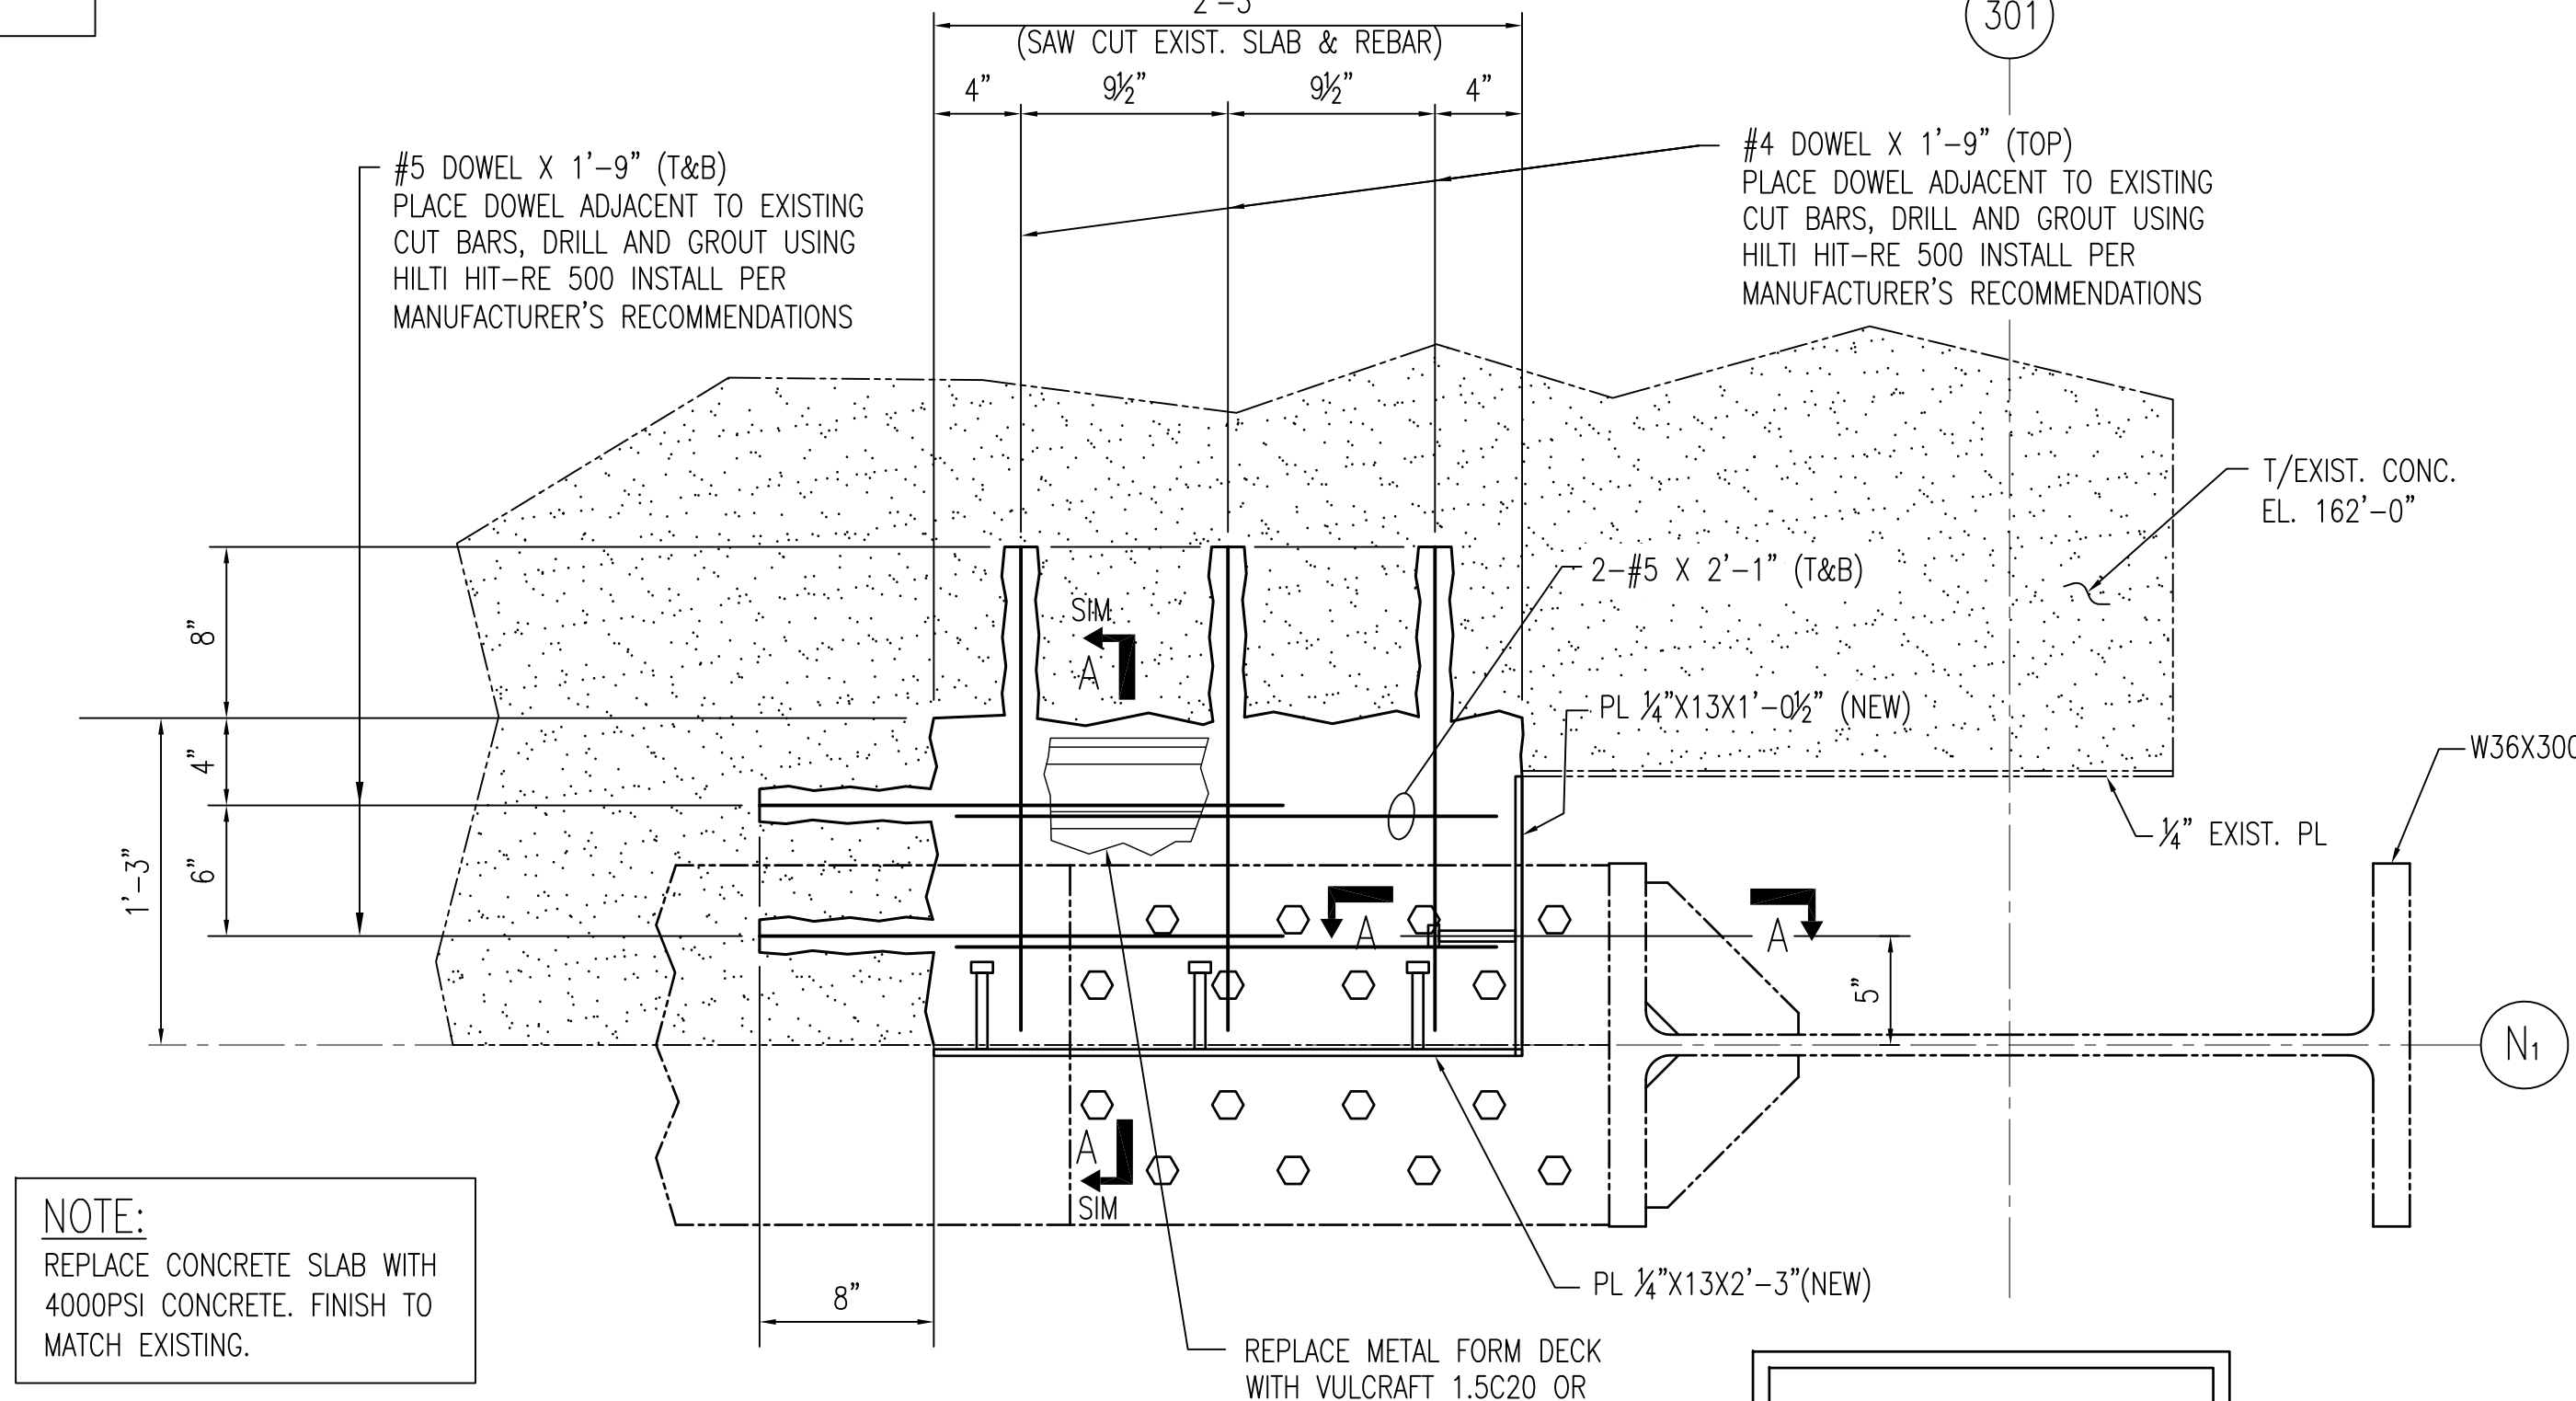 301
(SAW CUT EXIST. SLAB & REBAR)
4" 9½" 9½" 4"
#5 DOWEL X 1'-9" (T&B)
PLACE DOWEL ADJACENT TO EXISTING
CUT BARS, DRILL AND GROUT USING
HILTI HIT-RE 500 INSTALL PER
MANUFACTURER'S RECOMMENDATIONS
#4 DOWEL X 1'-9" (TOP)
PLACE DOWEL ADJACENT TO EXISTING
CUT BARS, DRILL AND GROUT USING
HILTI HIT-RE 500 INSTALL PER
MANUFACTURER'S RECOMMENDATIONS
T/EXIST. CONC.
EL. 162'-0"
2-#5 X 2'-1" (T&B)
8"
SIM
A
PL ¼"X13X1'-0½" (NEW)
W36X300
4"
¼" EXIST. PL
6"
1'-3"
A
A
5"
N1
A
SIM
PL ¼"X13X2'-3"(NEW)
8"
NOTE:
REPLACE CONCRETE SLAB WITH
4000PSI CONCRETE. FINISH TO
MATCH EXISTING.
REPLACE METAL FORM DECK
WITH VULCRAFT 1.5C20 OR